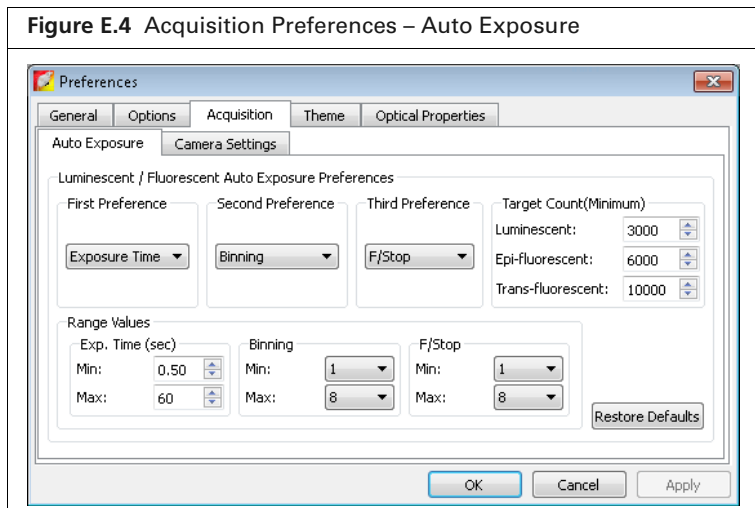 Figure E.4 Acquisition Preferences – Auto Exposure
Preferences
General Options Acquisition Theme Optical Properties
Auto Exposure Camera Settings
Luminescent / Fluorescent Auto Exposure Preferences
First Preference Second Preference Third Preference Target Count(Minimum)
Luminescent: 3000
Exposure Time Binning F/Stop Epi-fluorescent: 6000
Trans-fluorescent: 10000
Range Values
Exp. Time (sec) Binning F/Stop
Min: 0.50 Min: 1 Min: 1
Max: 60 Max: 8 Max: 8
Restore Defaults
OK Cancel Apply